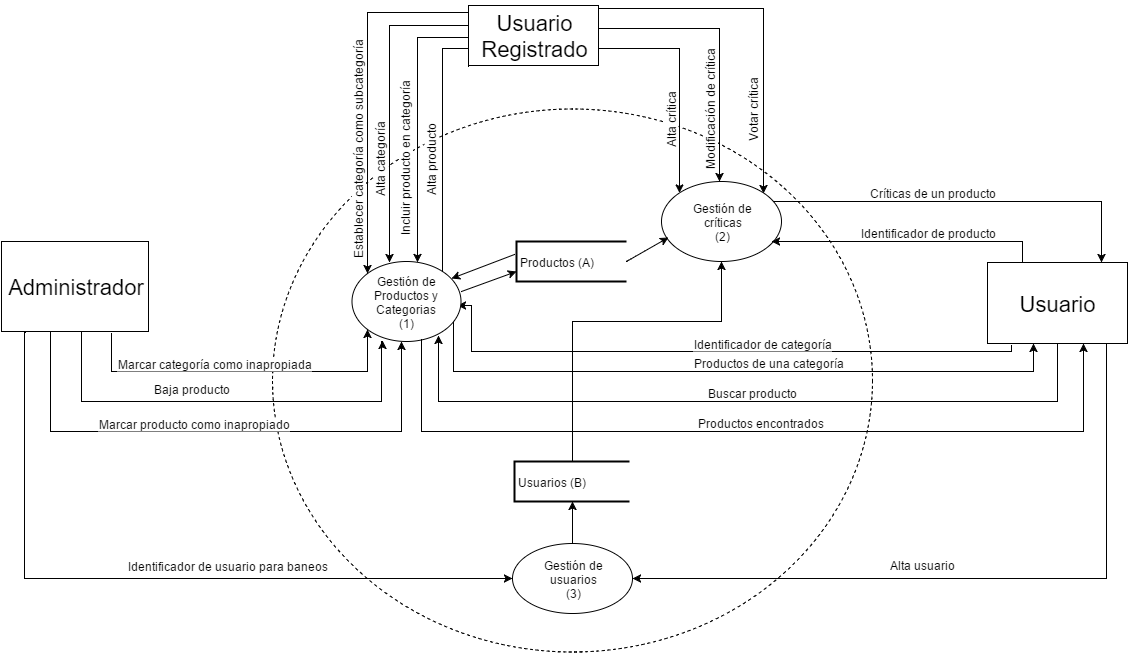 Usuario
Registrado
Establecer categoría como subcategoría
Alta categoría
Incluir producto en categoría
Alta producto
Alta crítica
Modificación de crítica
Votar crítica
Gestión de
críticas
(2)
Críticas de un producto
Identificador de producto
Administrador
Productos (A)
Gestión de
Productos y
Categorias
(1)
Usuario
Identificador de categoría
Marcar categoría como inapropiada
Productos de una categoría
Baja producto
Buscar producto
Marcar producto como inapropiado
Productos encontrados
Usuarios (B)
Identificador de usuario para baneos
Gestión de
usuarios
(3)
Alta usuario